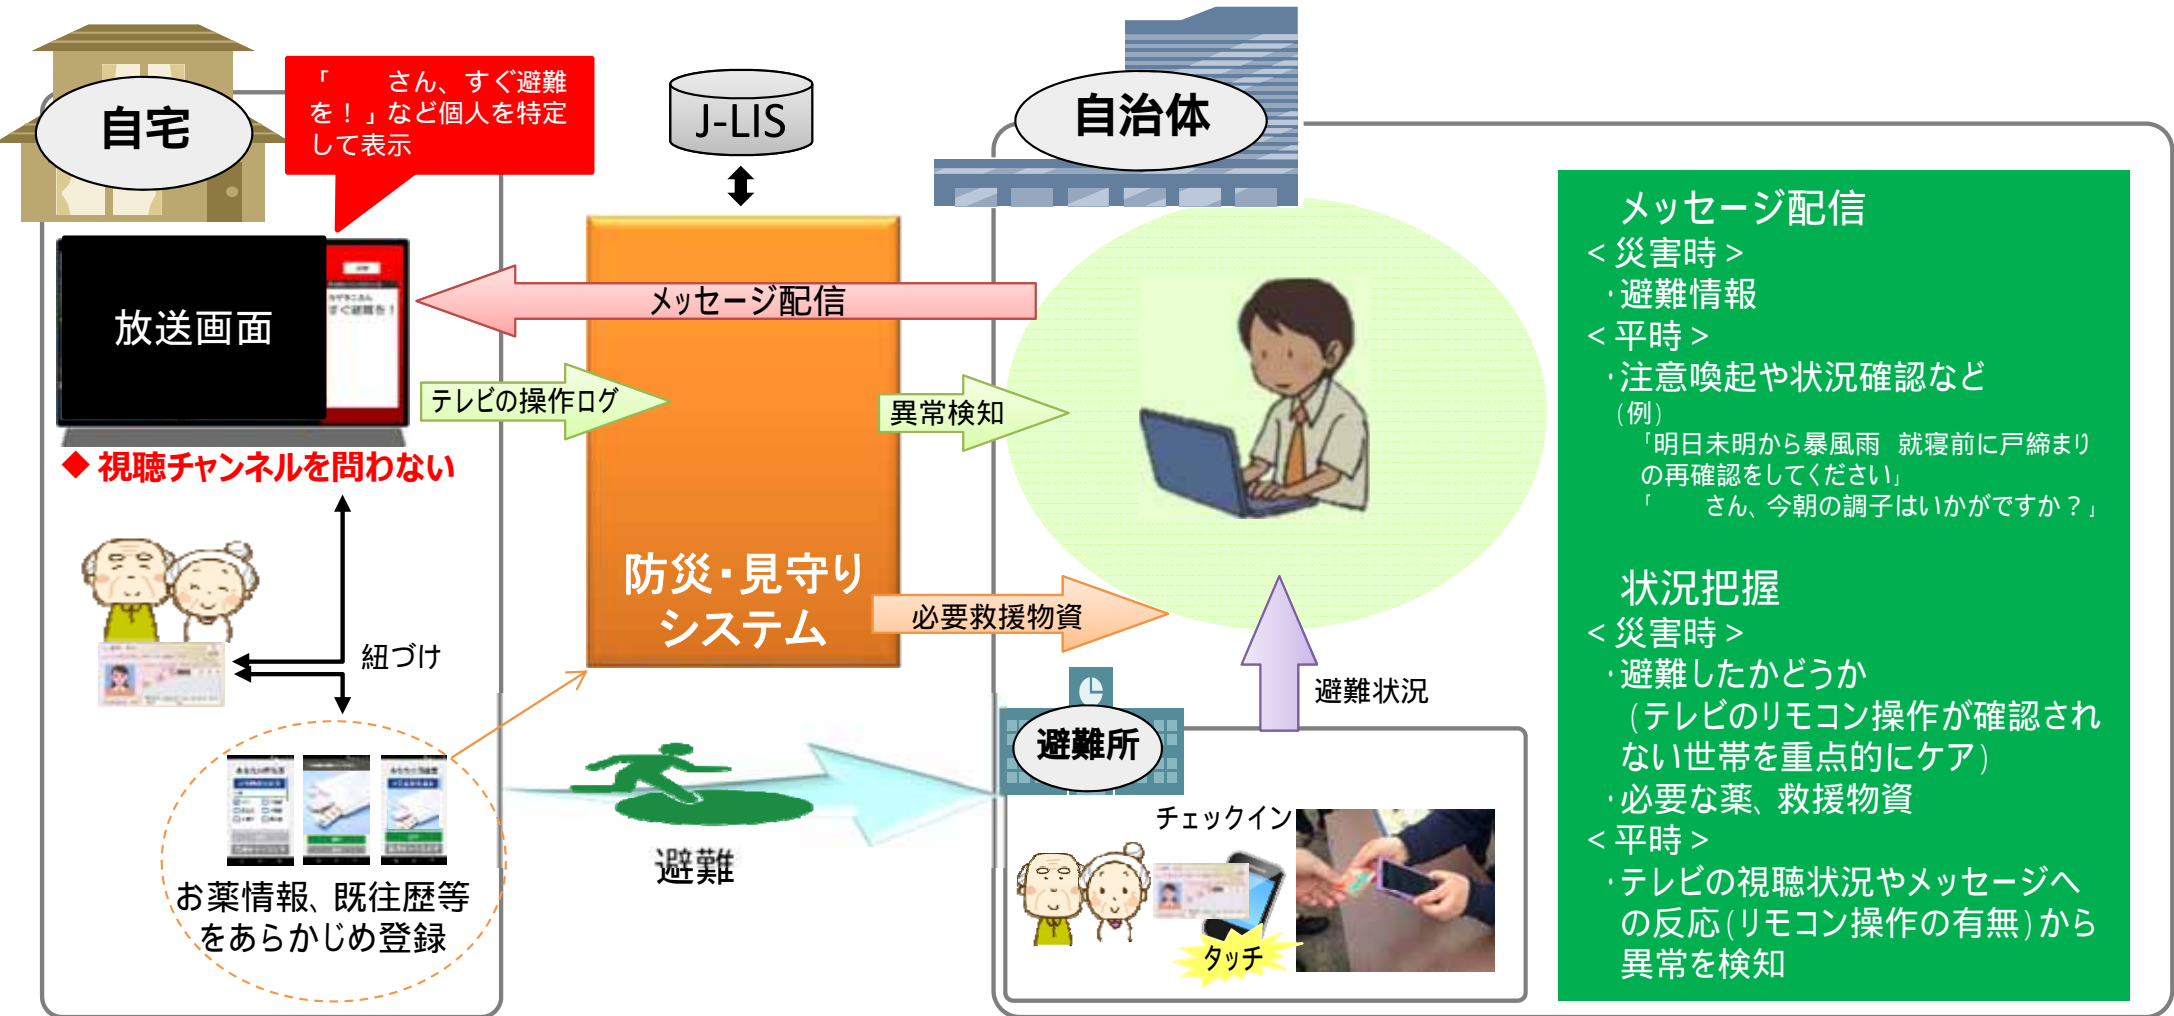 自宅
「　　さん、すぐ避難
を！」など個人を特定
して表示
J-LIS
自治体
放送画面
すぐ避難を！
メッセージ配信
テレビの操作ログ
異常検知
◆ 視聴チャンネルを問わない
防災・見守り
システム
必要救援物資
紐づけ
避難状況
避難所
お薬情報、既往歴等
をあらかじめ登録
避難
チェックイン
タッチ
メッセージ配信
<災害時>
・避難情報
<平時>
・注意喚起や状況確認など
(例)
「明日未明から暴風雨　就寝前に戸締まり
の再確認をしてください」
「　　さん、今朝の調子はいかがですか？」
状況把握
<災害時>
・避難したかどうか
(テレビのリモコン操作が確認され
ない世帯を重点的にケア)
・必要な薬、救援物資
<平時>
・テレビの視聴状況やメッセージへ
の反応(リモコン操作の有無)から
異常を検知